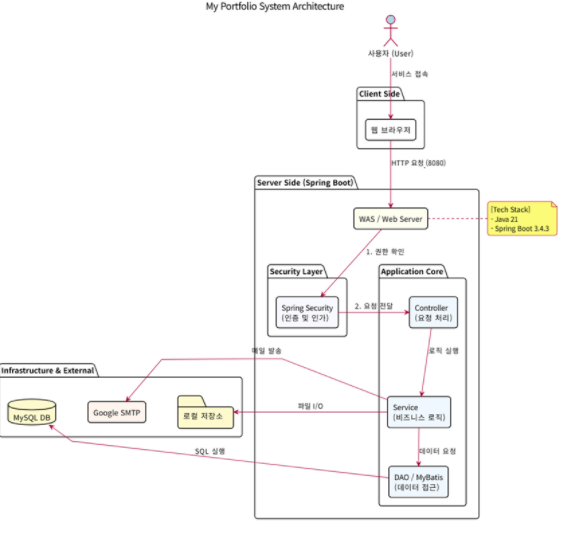 My Portfolio System Architecture
사용자 (User)
서비스 접속
Client Side
웹 브라우저
HTTP 요청 (8080)
Server Side (Spring Boot)
WAS / Web Server
[Tech Stack]
- Java 21
- Spring Boot 3.4.3
1. 권한 확인
Security Layer
Application Core
Spring Security
(인증 및 인가)
2. 요청 전달
Controller
(요청 처리)
로직 실행
메일 발송
Infrastructure & External
MySQL DB
Google SMTP
로컬 저장소
파일 I/O
Service
(비즈니스 로직)
SQL 실행
데이터 요청
DAO / MyBatis
(데이터 접근)